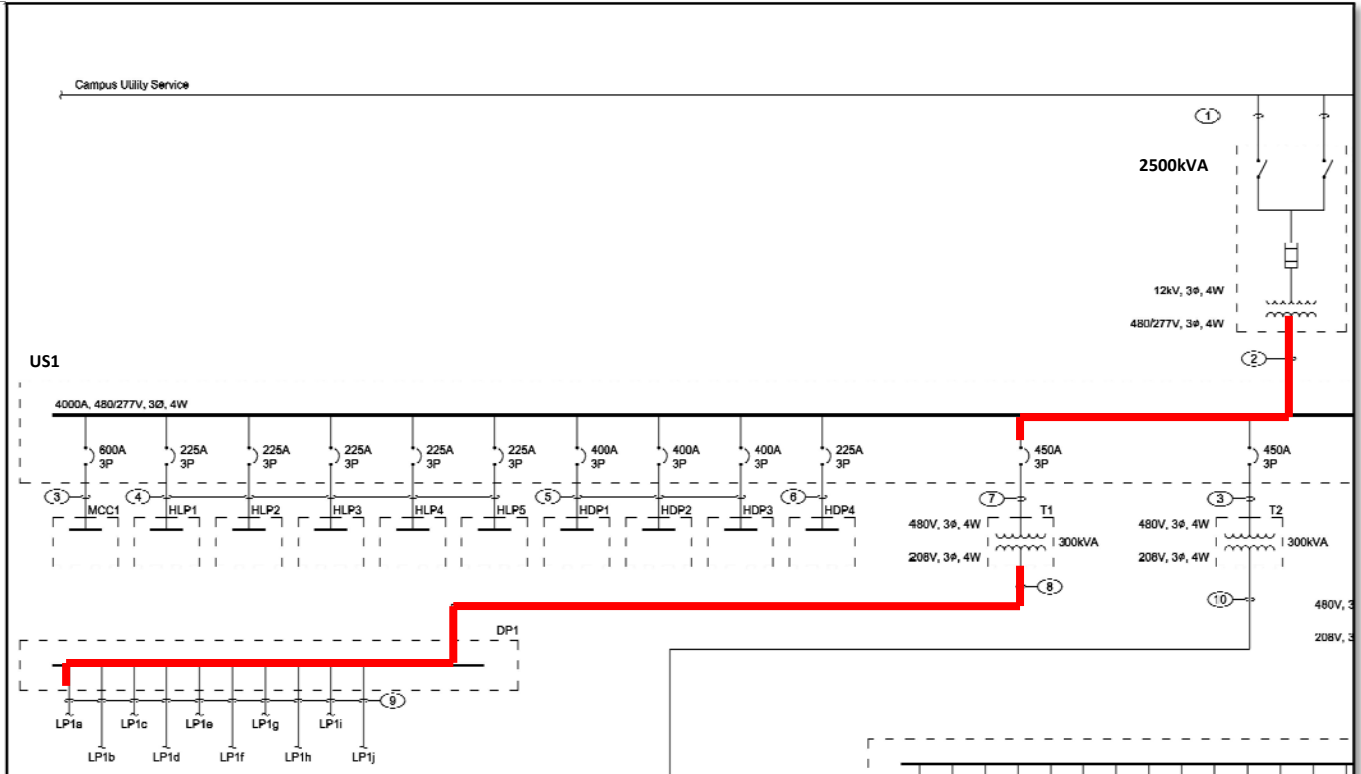 Campus Utility Service
1
2500kVA
12kV, 3ø, 4W
480/277V, 3ø, 4W
2
US1
4000A, 480/277V, 3Ø, 4W
600A
3P
225A
3P
225A
3P
225A
3P
225A
3P
225A
3P
400A
3P
400A
3P
400A
3P
225A
3P
450A
3P
450A
3P
3
4
5
6
7
3
MCC1
HLP1
HLP2
HLP3
HLP4
HLP5
HDP1
HDP2
HDP3
HDP4
T1
T2
480V, 3ø, 4W
300kVA
208V, 3ø, 4W
480V, 3ø, 4W
300kVA
208V, 3ø, 4W
8
10
480V, 3
208V, 3
DP1
9
LP1a
LP1c
LP1e
LP1g
LP1i
LP1b
LP1d
LP1f
LP1h
LP1j